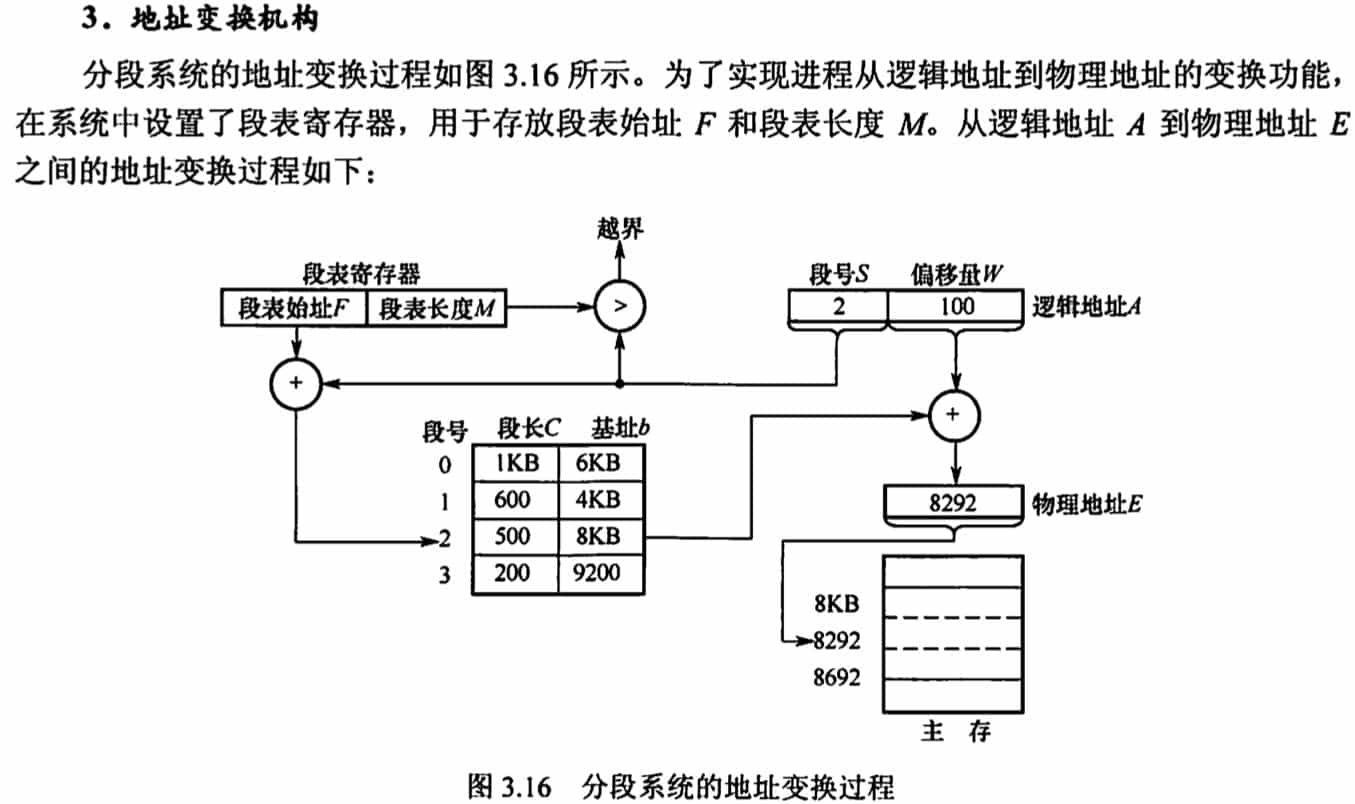 3．地址变换机构
分段系统的地址变换过程如图 3.16 所示。为了实现进程从逻辑地址到物理地址的变换功能，
在系统中设置了段表寄存器，用于存放段表始址 F 和段表长度 M。从逻辑地址 A 到物理地址 E
之间的地址变换过程如下：
越界
段表寄存器
段号S 偏移量W
段表始址F 段表长度M
>
2 100 逻辑地址A
+
+
段号 段长C 基址b
0 1KB 6KB
1 600 4KB
2 500 8KB
3 200 9200
8292 物理地址E
8KB
8292
8692
主 存
图 3.16 分段系统的地址变换过程